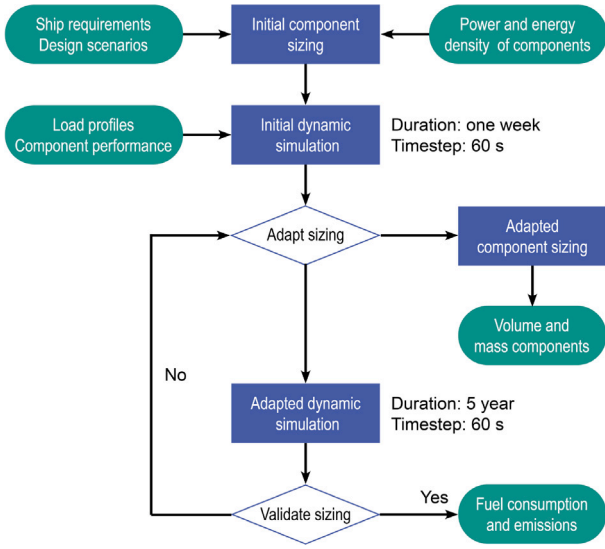 Ship requirements
Design scenarios
Initial component
sizing
Power and energy
density of components
Load profiles
Component performance
Initial dynamic
simulation
Duration: one week
Timestep: 60 s
Adapt sizing
Adapted
component sizing
Volume and
mass components
No
Adapted dynamic
simulation
Duration: 5 year
Timestep: 60 s
Validate sizing
Yes
Fuel consumption
and emissions